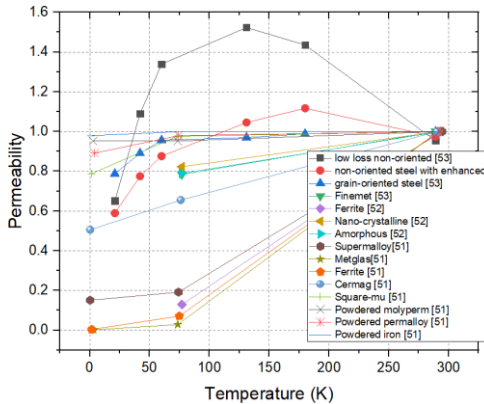 1.6
1.4
1.2
1.0
0.8
0.6
0.4
0.2
0.0
Permeability
low loss non-oriented [53]
non-oriented steel with enhanced
grain-oriented steel [53]
Finemet [53]
Ferrite [52]
Nano-crystalline [52]
Amorphous [52]
Supermalloy[51]
Metglas[51]
Ferrite [51]
Cermag [51]
Square-mu [51]
Powdered molyperm [51]
Powdered permalloy [51]
Powdered iron [51]
0 50 100 150 200 250 300
Temperature (K)